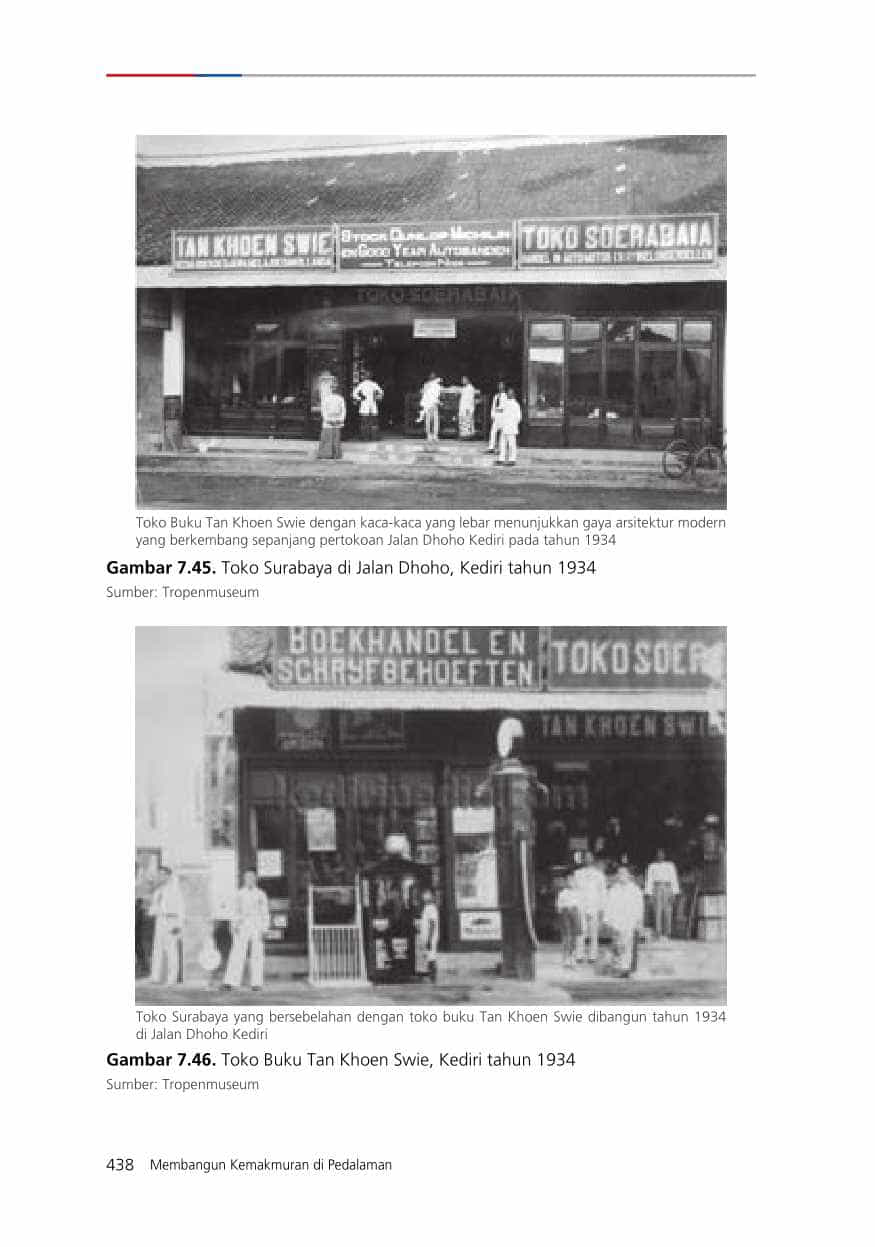 TAN KHOEN SWIE
STOCK DUNLOP MICHELIN
EN GOOD YEAR AUTOBANDEN
TELEFOON
TOKO SOERABAIA
TOKO SOERABAIA
Toko Buku Tan Khoen Swie dengan kaca-kaca yang lebar menunjukkan gaya arsitektur modern
yang berkembang sepanjang pertokoan Jalan Dhoho Kediri pada tahun 1934
Gambar 7.45. Toko Surabaya di Jalan Dhoho, Kediri tahun 1934
Sumber: Tropenmuseum
BOEKHANDEL EN
SCHRYFBEHOEFTEN
TOKO SOER
TAN KHOEN SWIE
Toko Surabaya yang bersebelahan dengan toko buku Tan Khoen Swie dibangun tahun 1934
di Jalan Dhoho Kediri
Gambar 7.46. Toko Buku Tan Khoen Swie, Kediri tahun 1934
Sumber: Tropenmuseum
438 Membangun Kemakmuran di Pedalaman